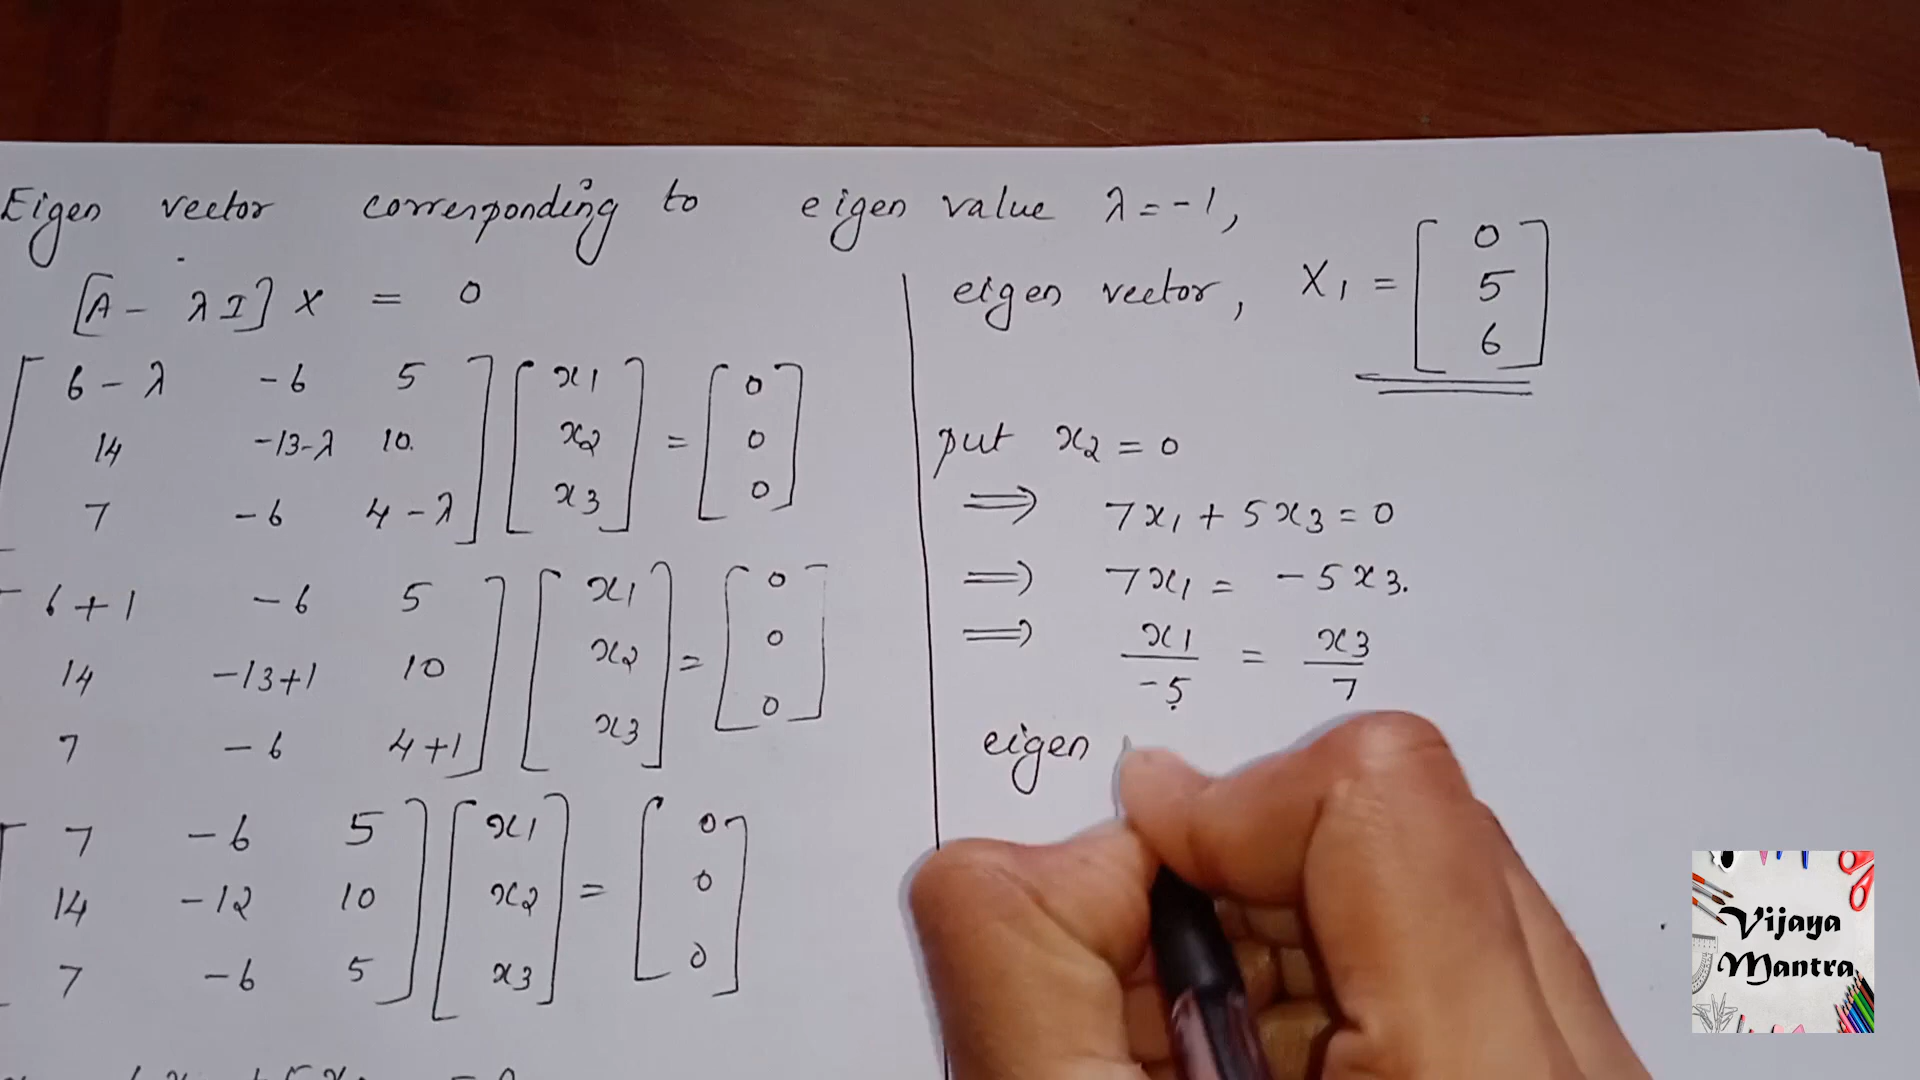 Eigen vector corresponding to eigen value λ=-1,
[A - λI] X = 0
[ 6-λ -6 5 ] [ x1 ] = [ 0 ]
[ 14 -13-λ 10. ] [ x2 ] = [ 0 ]
[ 7 -6 4-λ ] [ x3 ] = [ 0 ]
[ 6+1 -6 5 ] [ x1 ] = [ 0 ]
[ 14 -13+1 10 ] [ x2 ] = [ 0 ]
[ 7 -6 4+1 ] [ x3 ] = [ 0 ]
[ 7 -6 5 ] [ x1 ] = [ 0 ]
[ 14 -12 10 ] [ x2 ] = [ 0 ]
[ 7 -6 5 ] [ x3 ] = [ 0 ]
eigen vector, X1 = [ 0
5
6 ]
put x2 = 0
⇒ 7x1 + 5x3 = 0
⇒ 7x1 = -5x3.
⇒ x1/-5 = x3/7
eigen
Vijaya
Mantra